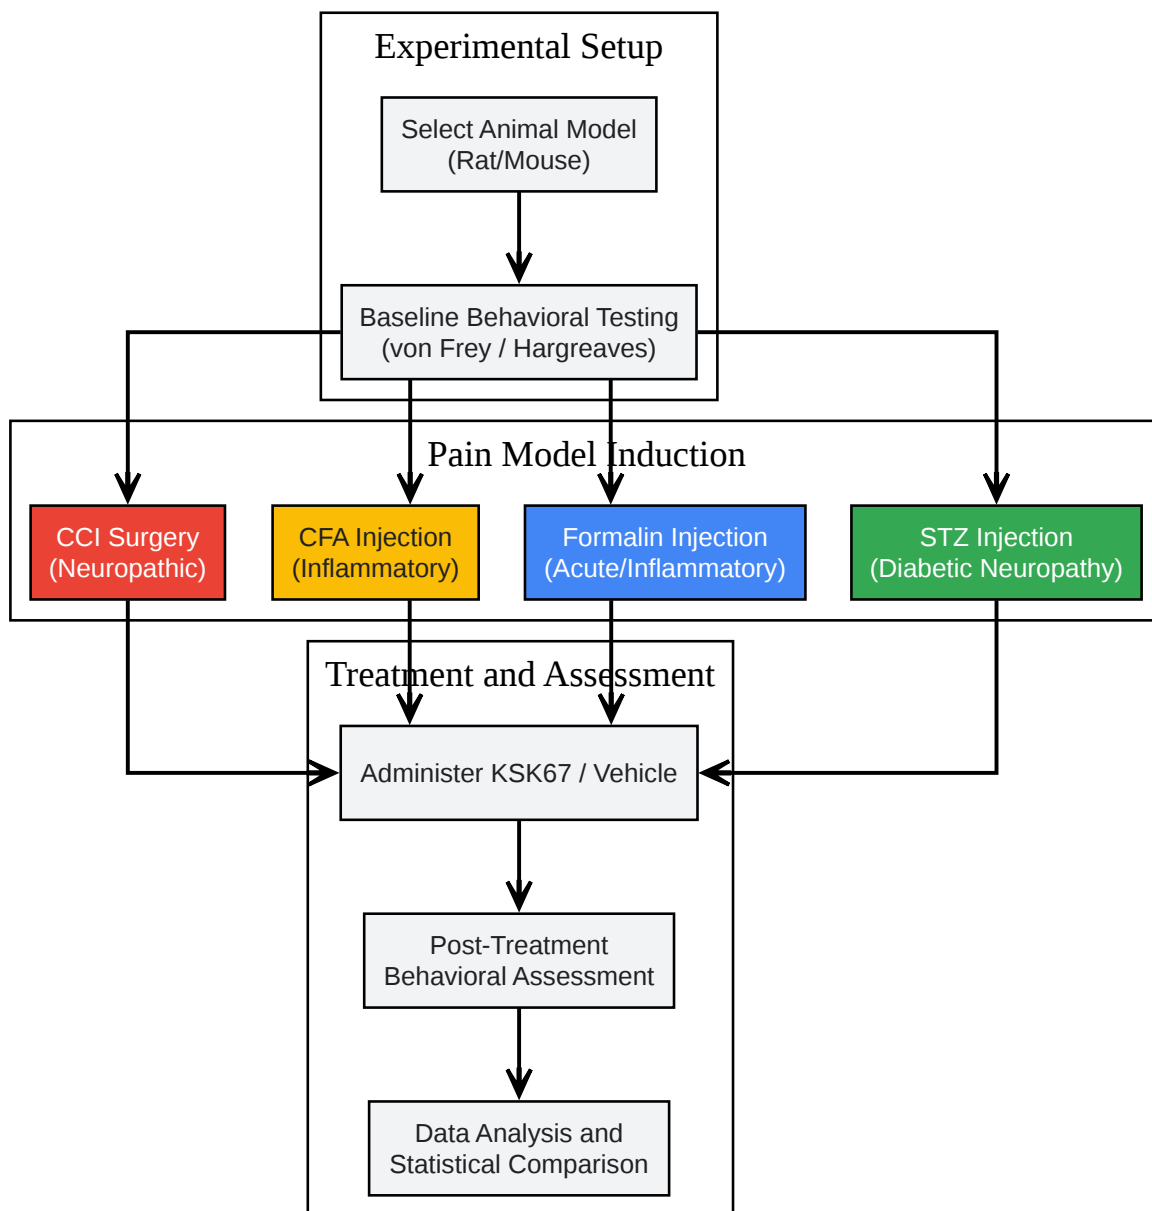 Experimental Setup
Select Animal Model
(Rat/Mouse)
Baseline Behavioral Testing
(von Frey / Hargreaves)
Pain Model Induction
CCI Surgery
(Neuropathic)
CFA Injection
(Inflammatory)
Formalin Injection
(Acute/Inflammatory)
STZ Injection
(Diabetic Neuropathy)
Treatment and Assessment
Administer KSK67 / Vehicle
Post-Treatment
Behavioral Assessment
Data Analysis and
Statistical Comparison